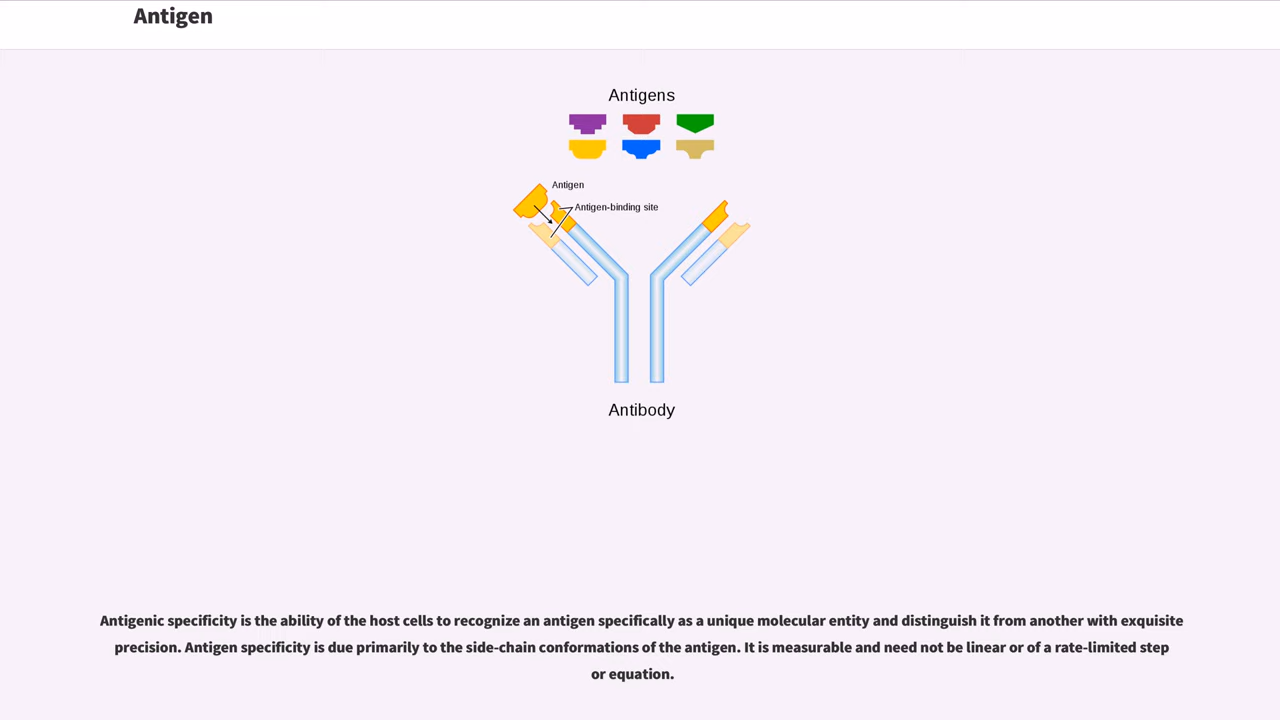 Antigen
Antigens
Antigen
Antigen-binding site
Antibody
Antigenic specificity is the ability of the host cells to recognize an antigen specifically as a unique molecular entity and distinguish it from another with exquisite
precision. Antigen specificity is due primarily to the side-chain conformations of the antigen. It is measurable and need not be linear or of a rate-limited step
or equation.